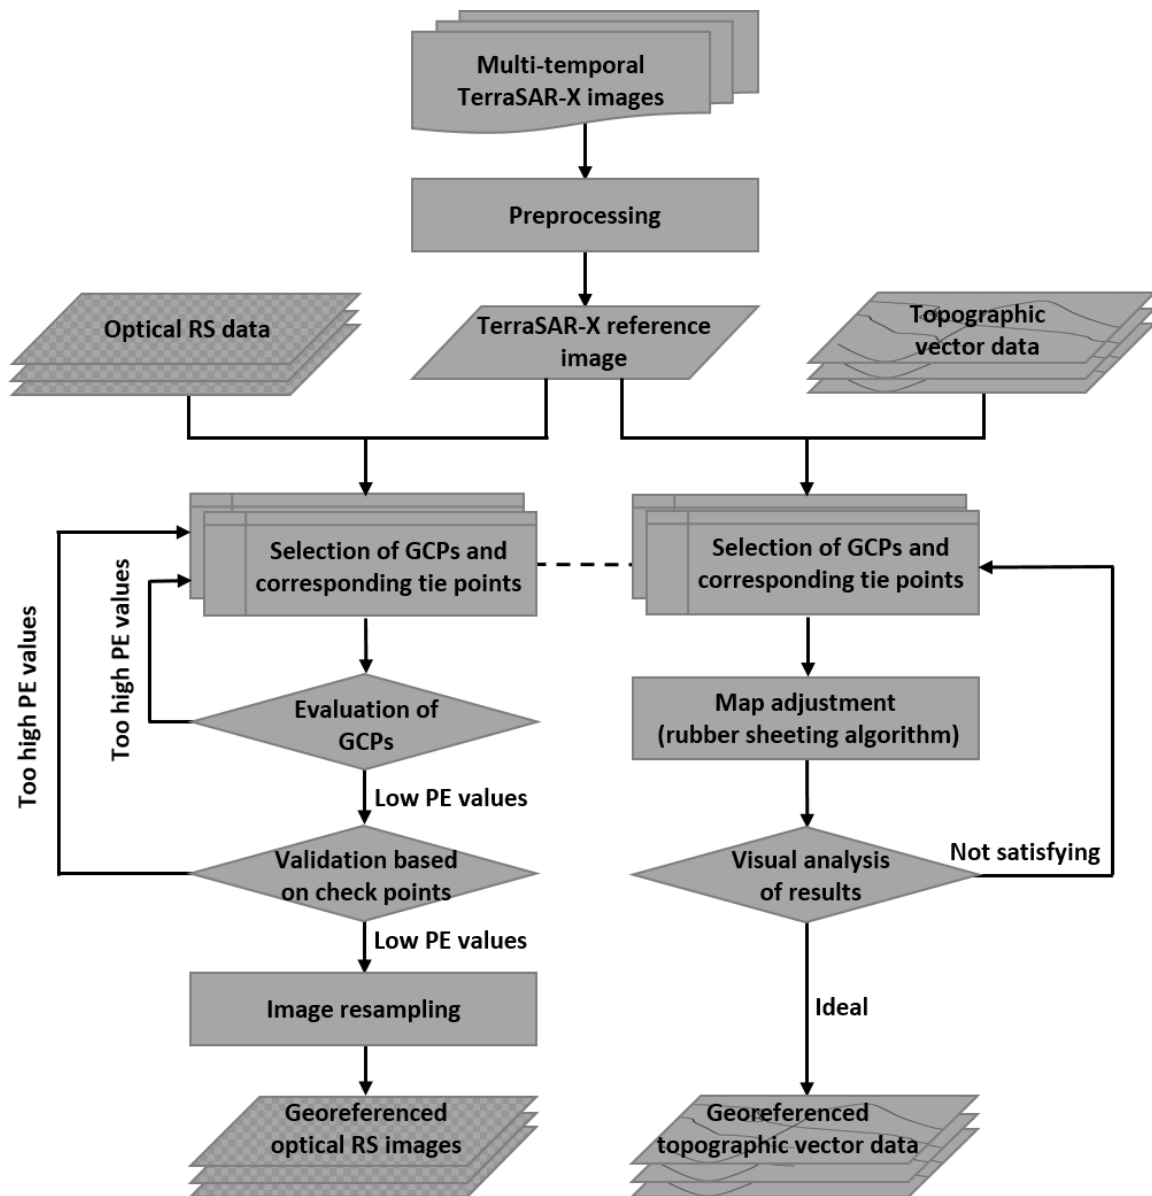 Multi-temporal
TerraSAR-X images
Preprocessing
Optical RS data
TerraSAR-X reference
image
Topographic
vector data
Selection of GCPs and
corresponding tie points
Selection of GCPs and
corresponding tie points
Too high PE values
Too high PE values
Evaluation of
GCPs
Map adjustment
(rubber sheeting algorithm)
Low PE values
Validation based
on check points
Visual analysis
of results
Not satisfying
Low PE values
Image resampling
Ideal
Georeferenced
optical RS images
Georeferenced
topographic vector data